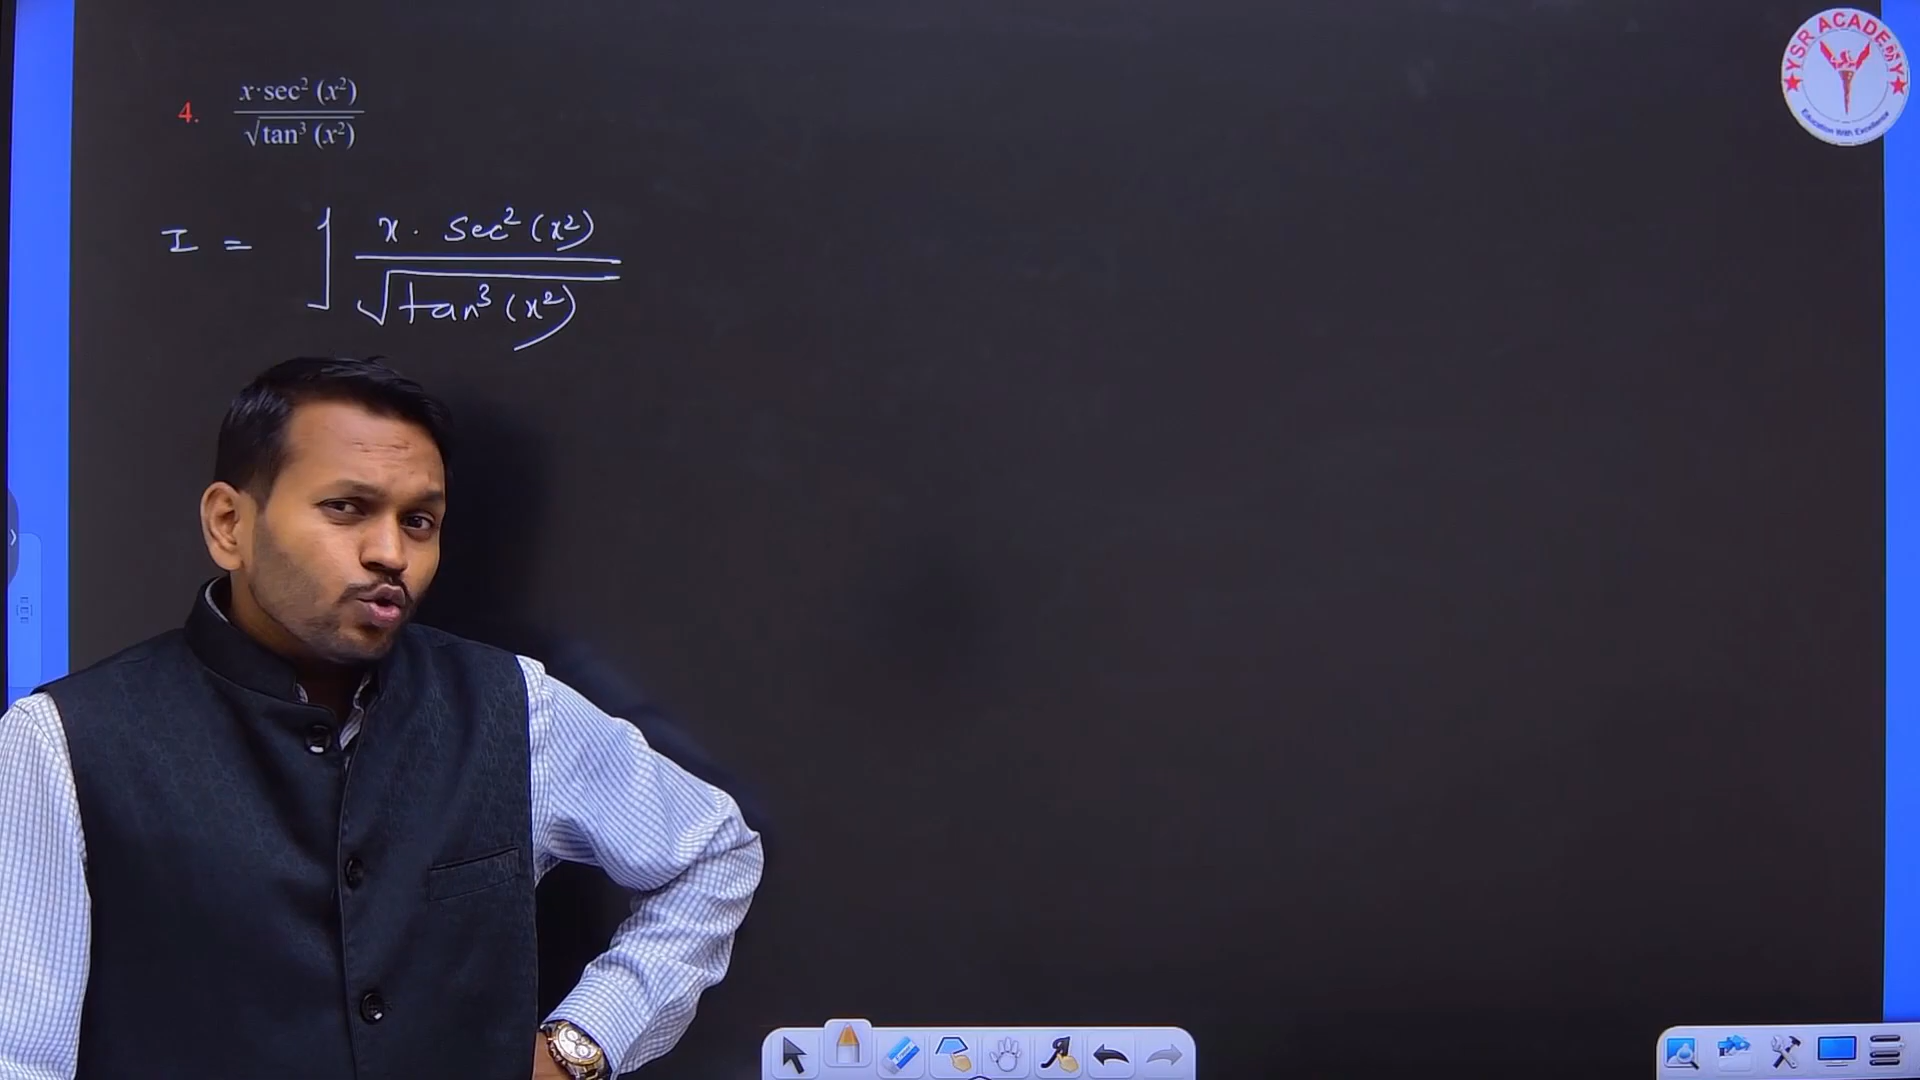 4. x·sec² (x²) / √tan³ (x²)
I = ∫ x · sec² (x²) / √tan³ (x²)
YSR ACADEMY
Education With Excellence